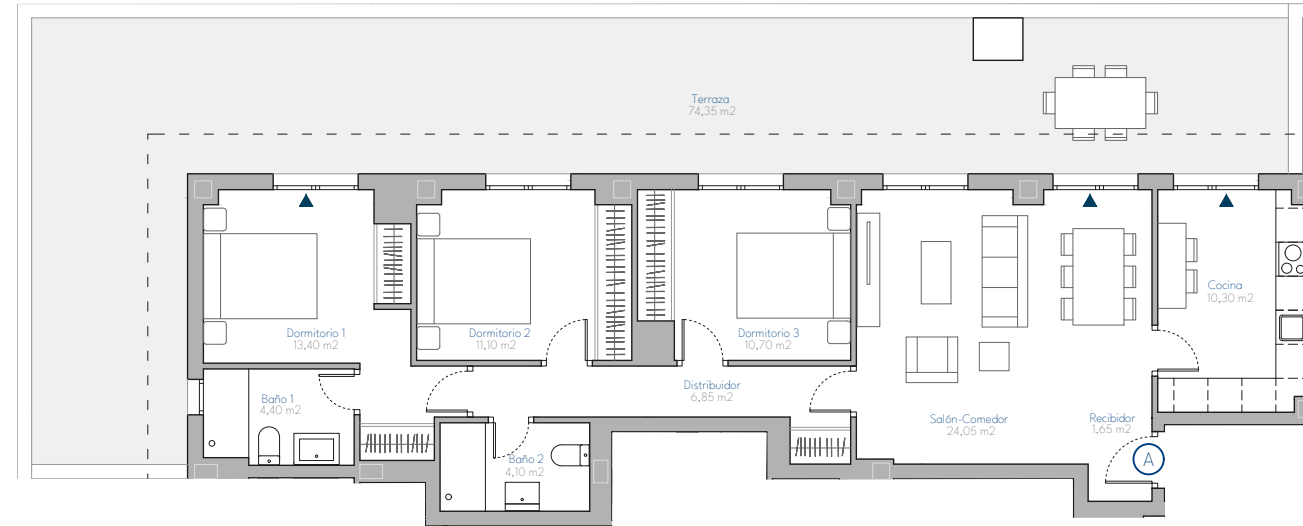 Terraza
74,35 m2
Dormitorio 1
13,40 m2
Dormitorio 2
11,10 m2
Dormitorio 3
10,70 m2
Cocina
10,30 m2
Distribuidor
6,85 m2
Baño 1
4,40 m2
Salón-Comedor
24,05 m2
Recibidor
1,65 m2
Baño 2
4,10 m2
A